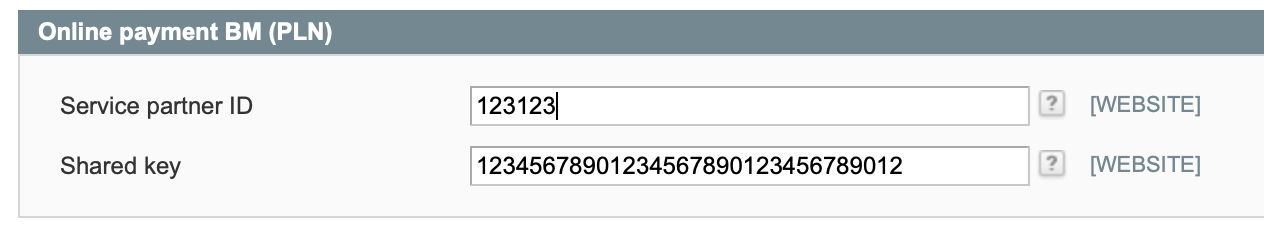 Online payment BM (PLN)
Service partner ID 123123 ? [WEBSITE]
Shared key 12345678901234567890123456789012 ? [WEBSITE]